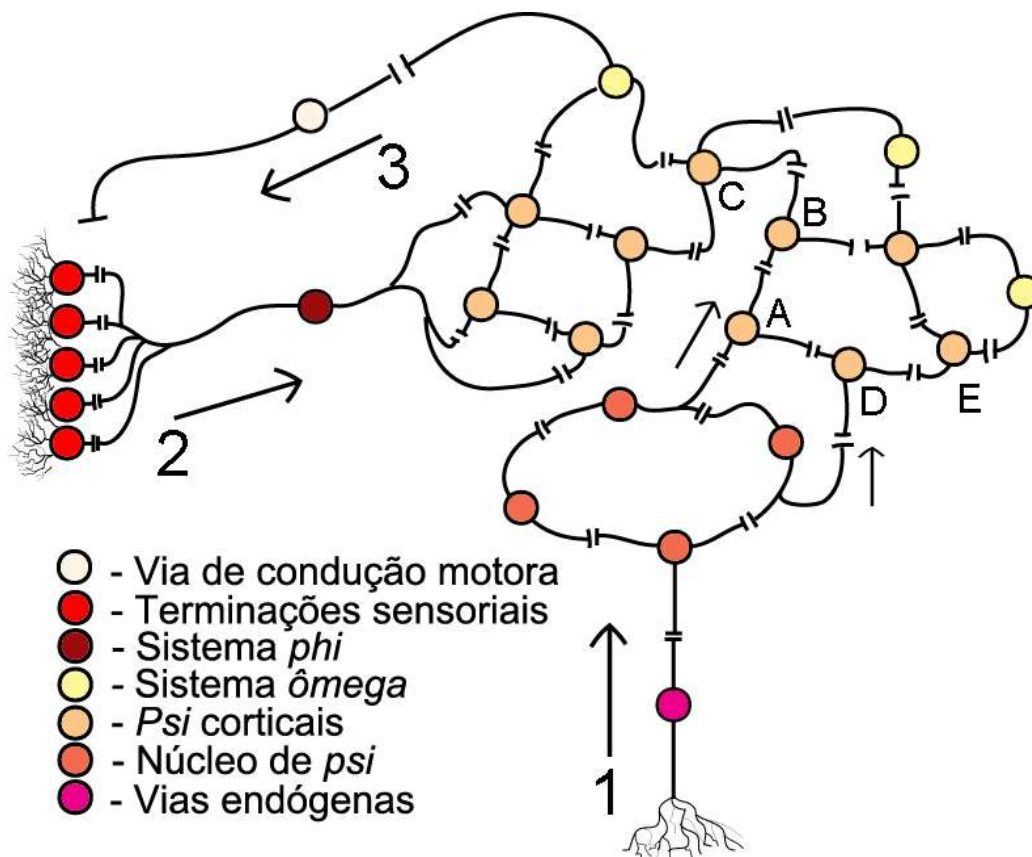 3
C
B
A
D
E
2
1
- Via de condução motora
- Terminações sensoriais
- Sistema phi
- Sistema ômega
- Psi corticais
- Núcleo de psi
- Vias endógenas